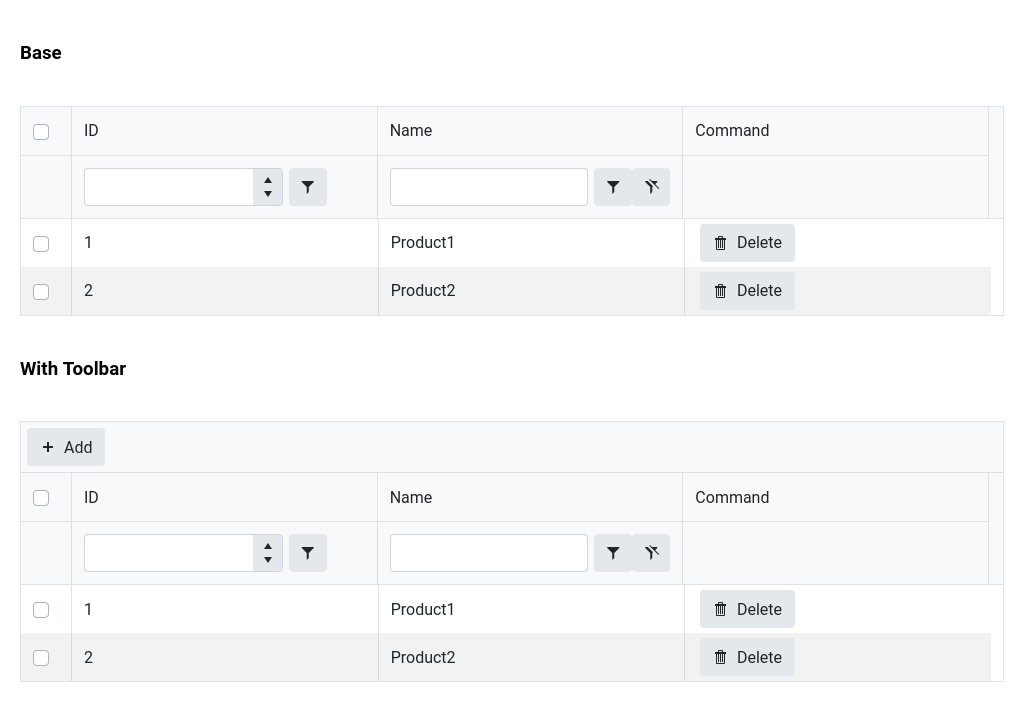 Base
ID Name Command
1 Product1 Delete
2 Product2 Delete
With Toolbar
Add
ID Name Command
1 Product1 Delete
2 Product2 Delete